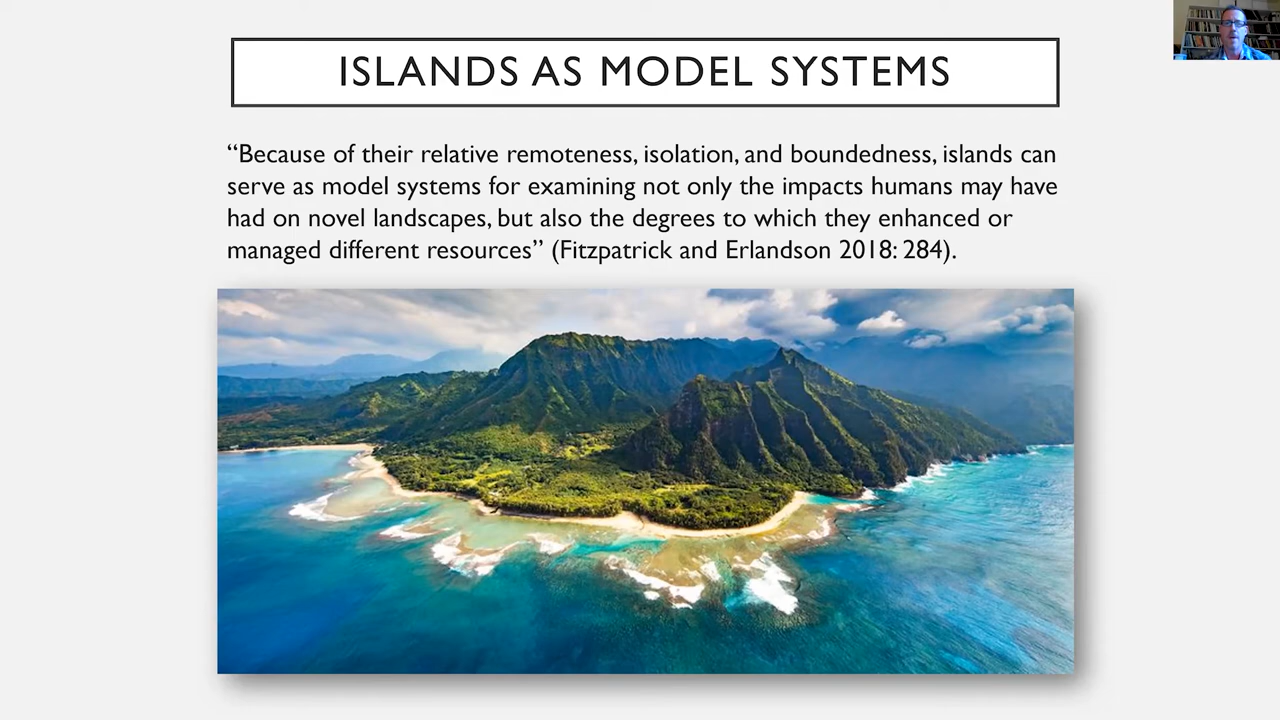 ISLANDS AS MODEL SYSTEMS
“Because of their relative remoteness, isolation, and boundedness, islands can
serve as model systems for examining not only the impacts humans may have
had on novel landscapes, but also the degrees to which they enhanced or
managed different resources” (Fitzpatrick and Erlandson 2018: 284).